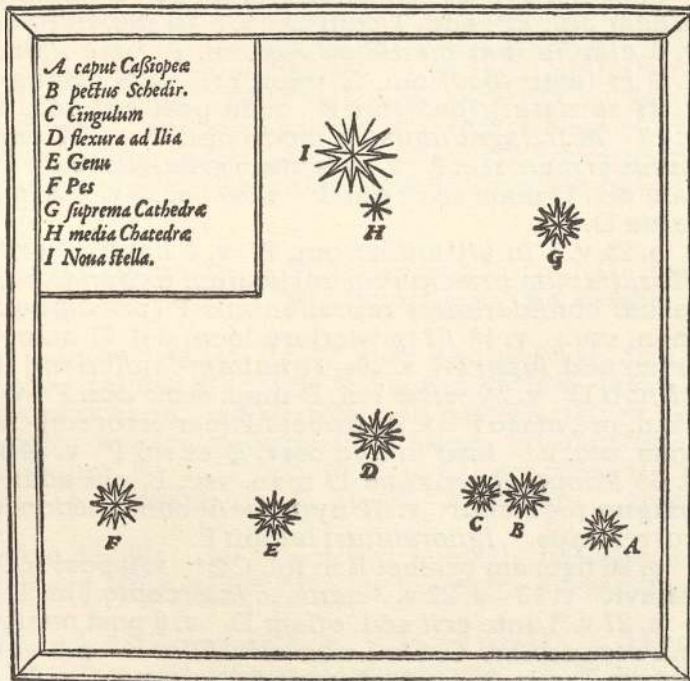 A caput Caßiopeæ
B pectus Schedir.
C Cingulum
D flexura ad Ilia
E Genu
F Pes
G ſuprema Cathedræ
H media Chatedræ
I Noua ſtella.
I
H
G
D
C
B
A
E
F